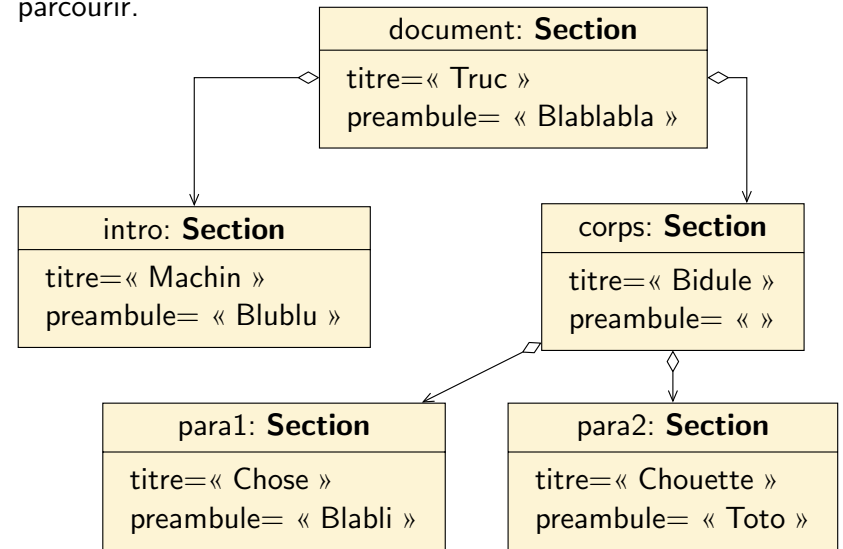 parcourir.
document: Section
titre=« Truc »
preambule= « Blablabla »
intro: Section
titre=« Machin »
preambule= « Blublu »
corps: Section
titre=« Bidule »
preambule= « »
para1: Section
titre=« Chose »
preambule= « Blabli »
para2: Section
titre=« Chouette »
preambule= « Toto »